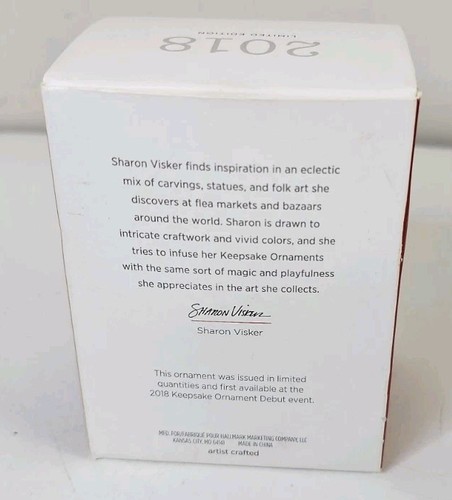 2018
LIMITED EDITION
Sharon Visker finds inspiration in an eclectic
mix of carvings, statues, and folk art she
discovers at flea markets and bazaars
around the world. Sharon is drawn to
intricate craftwork and vivid colors, and she
tries to infuse her Keepsake Ornaments
with the same sort of magic and playfulness
she appreciates in the art she collects.
Sharon Visker
Sharon Visker
This ornament was issued in limited
quantities and first available at the
2018 Keepsake Ornament Debut event.
MFD. FOR/FABRIQUÉ POUR HALLMARK MARKETING COMPANY, LLC
KANSAS CITY, MO 64141 MADE IN CHINA
artist crafted